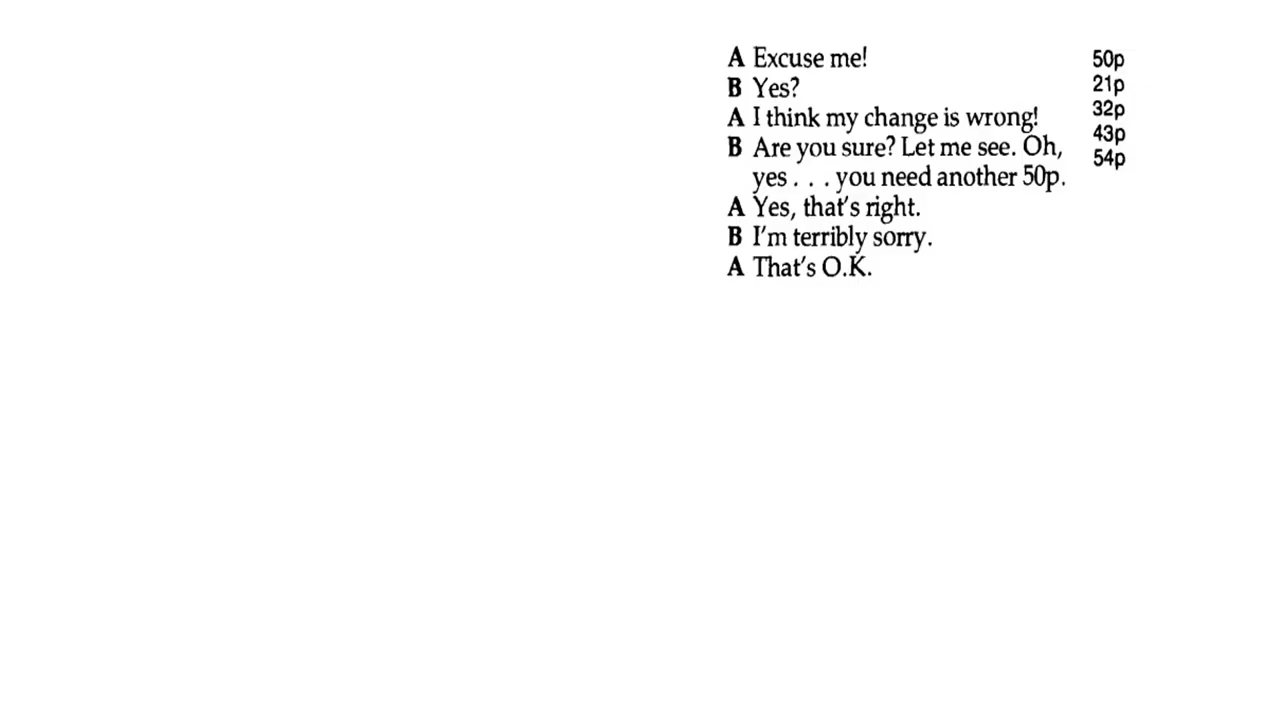 A Excuse me!
B Yes?
A I think my change is wrong!
B Are you sure? Let me see. Oh,
yes . . . you need another 50p.
A Yes, that's right.
B I'm terribly sorry.
A That's O.K.
50p
21p
32p
43p
54p